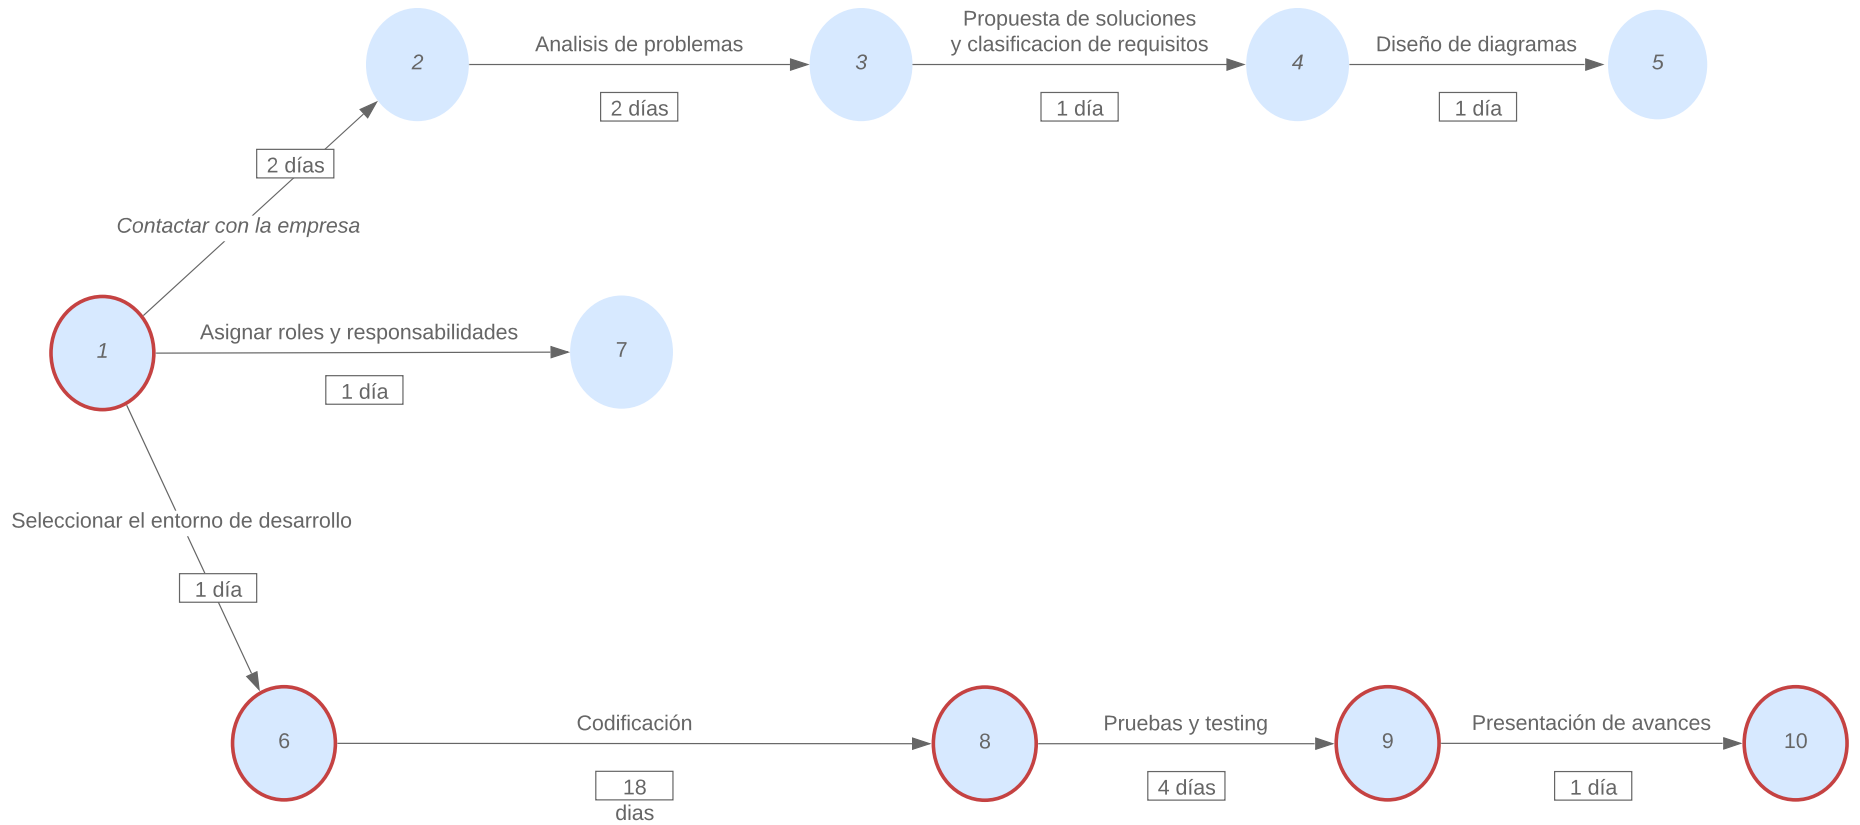 2
Analisis de problemas
2 días
3
Propuesta de soluciones
y clasificacion de requisitos
1 día
4
Diseño de diagramas
1 día
5
2 días
Contactar con la empresa
1
Asignar roles y responsabilidades
1 día
7
Seleccionar el entorno de desarrollo
1 día
6
Codificación
18
dias
8
Pruebas y testing
4 días
9
Presentación de avances
1 día
10